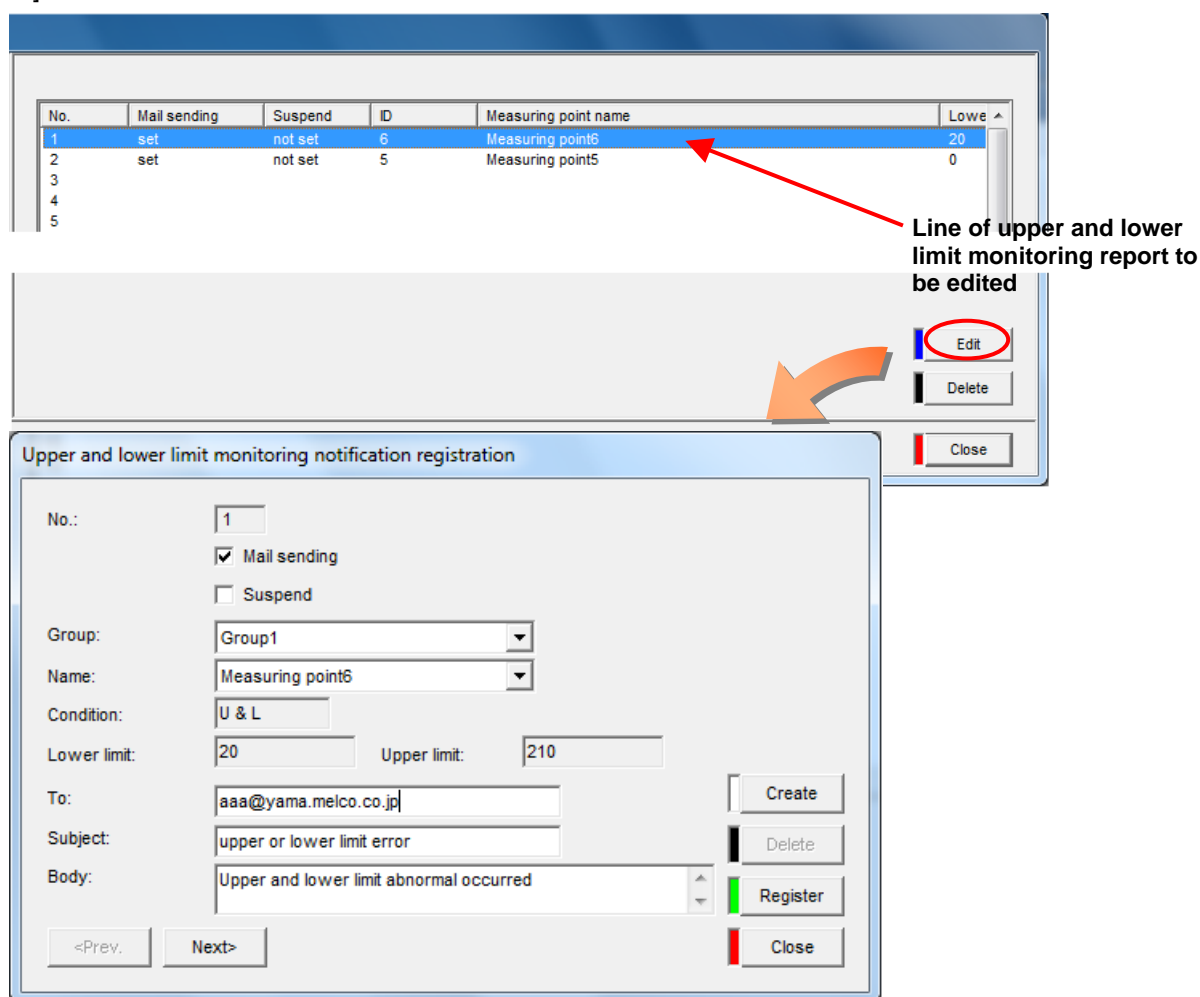 No. Mail sending Suspend ID Measuring point name Lowe
1 set not set 6 Measuring point6 20
2 set not set 5 Measuring point5 0
3
4
5
Line of upper and lower
limit monitoring report to
be edited
Edit
Delete
Close
Upper and lower limit monitoring notification registration
No.: 1
Mail sending
Suspend
Group: Group1
Name: Measuring point6
Condition: U & L
Lower limit: 20 Upper limit: 210
To: aaa@yama.melco.co.jp
Create
Subject: upper or lower limit error
Delete
Body: Upper and lower limit abnormal occurred
Register
<Prev. Next> Close